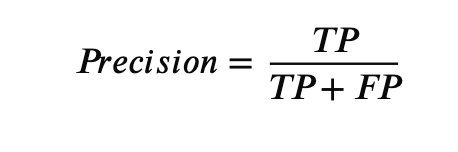 Precision = TP / TP + FP